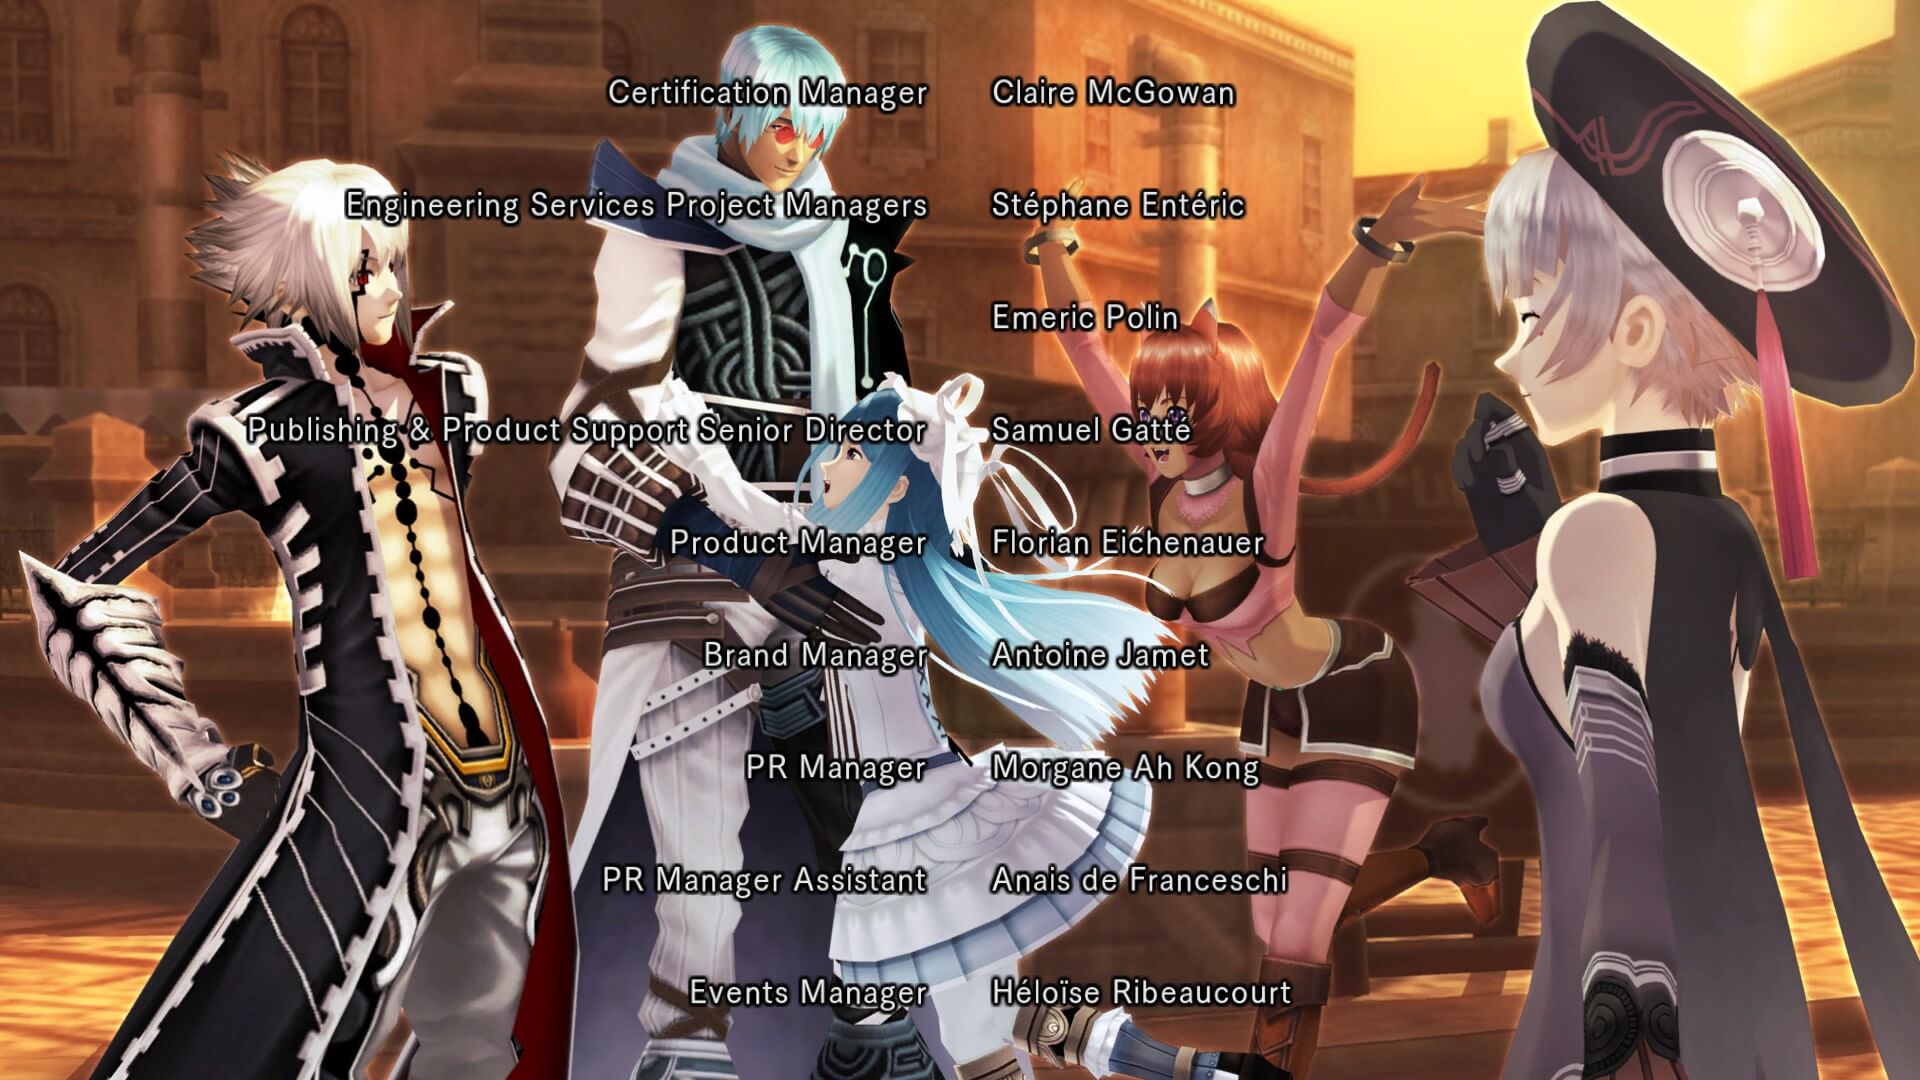 Certification Manager Claire McGowan
Engineering Services Project Managers Stéphane Entéric
Emeric Polin
Publishing & Product Support Senior Director Samuel Gatté
Product Manager Florian Eichenauer
Brand Manager Antoine Jamet
PR Manager Morgane Ah Kong
PR Manager Assistant Anais de Franceschi
Events Manager Héloïse Ribeaucourt